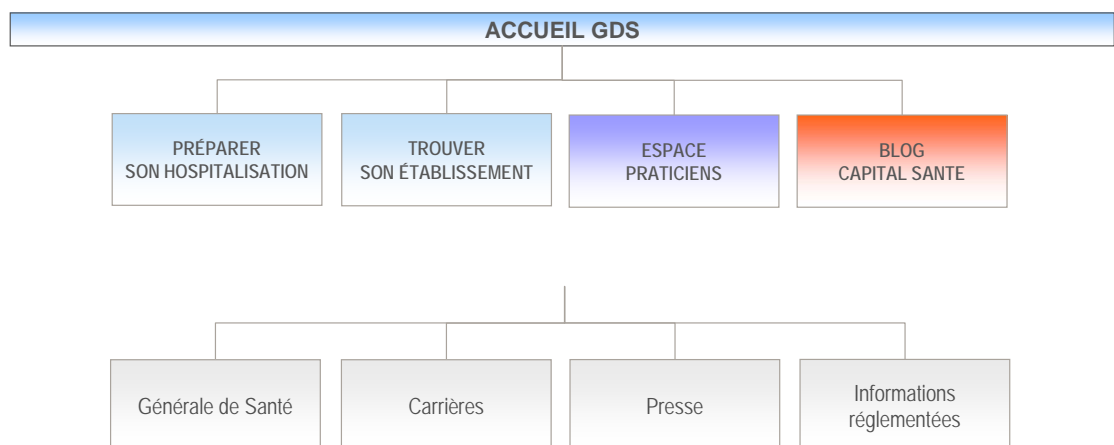 ACCUEIL GDS
PRÉPARER
SON HOSPITALISATION
TROUVER
SON ÉTABLISSEMENT
ESPACE
PRATICIENS
BLOG
CAPITAL SANTE
Générale de Santé
Carrières
Presse
Informations
réglementées